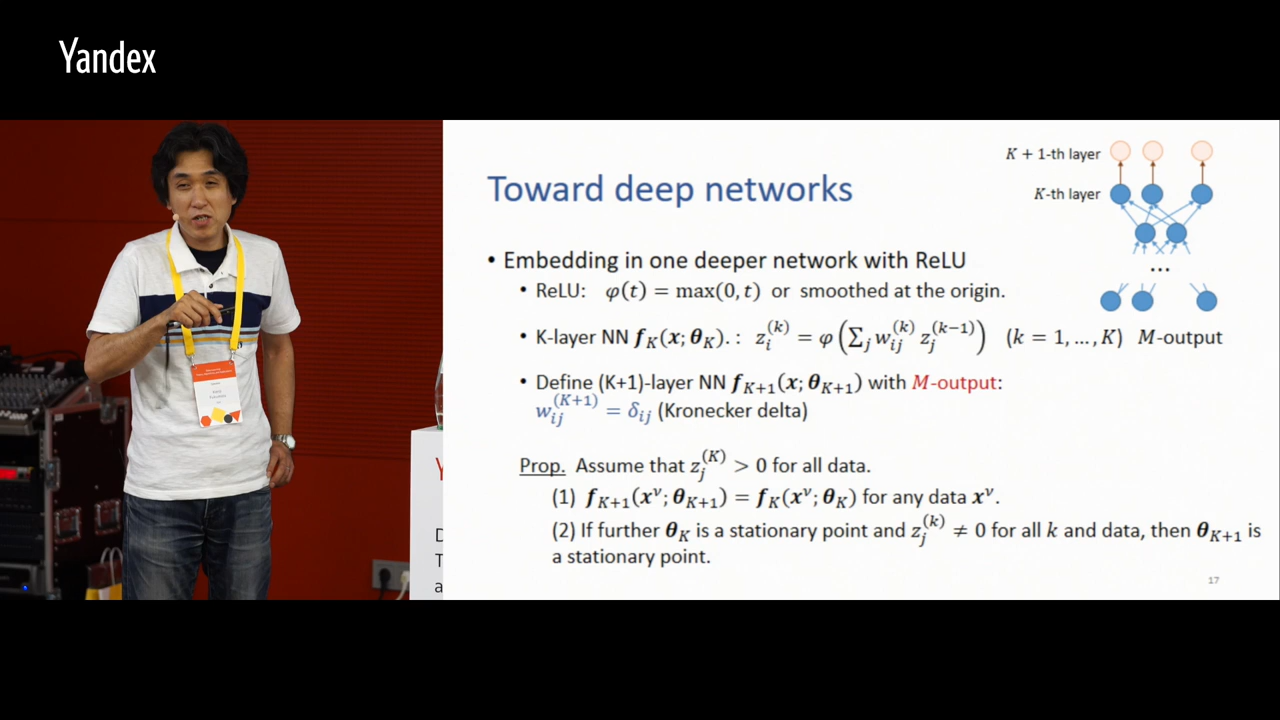 Yandex
K + 1-th layer
Toward deep networks
K-th layer
...
• Embedding in one deeper network with ReLU
• ReLU: φ(t) = max(0, t) or smoothed at the origin.
• K-layer NN f_K(x; θ_K). : z_i^(k) = φ(∑_j w_ij^(k) z_j^(k−1)) (k = 1, ..., K) M-output
• Define (K+1)-layer NN f_K+1(x; θ_K+1) with M-output:
w_ij^(K+1) = δ_ij (Kronecker delta)
Prop. Assume that z_j^(K) > 0 for all data.
(1) f_K+1(x^ν; θ_K+1) = f_K(x^ν; θ_K) for any data x^ν.
(2) If further θ_K is a stationary point and z_j^(k) ≠ 0 for all k and data, then θ_K+1 is
a stationary point.
17